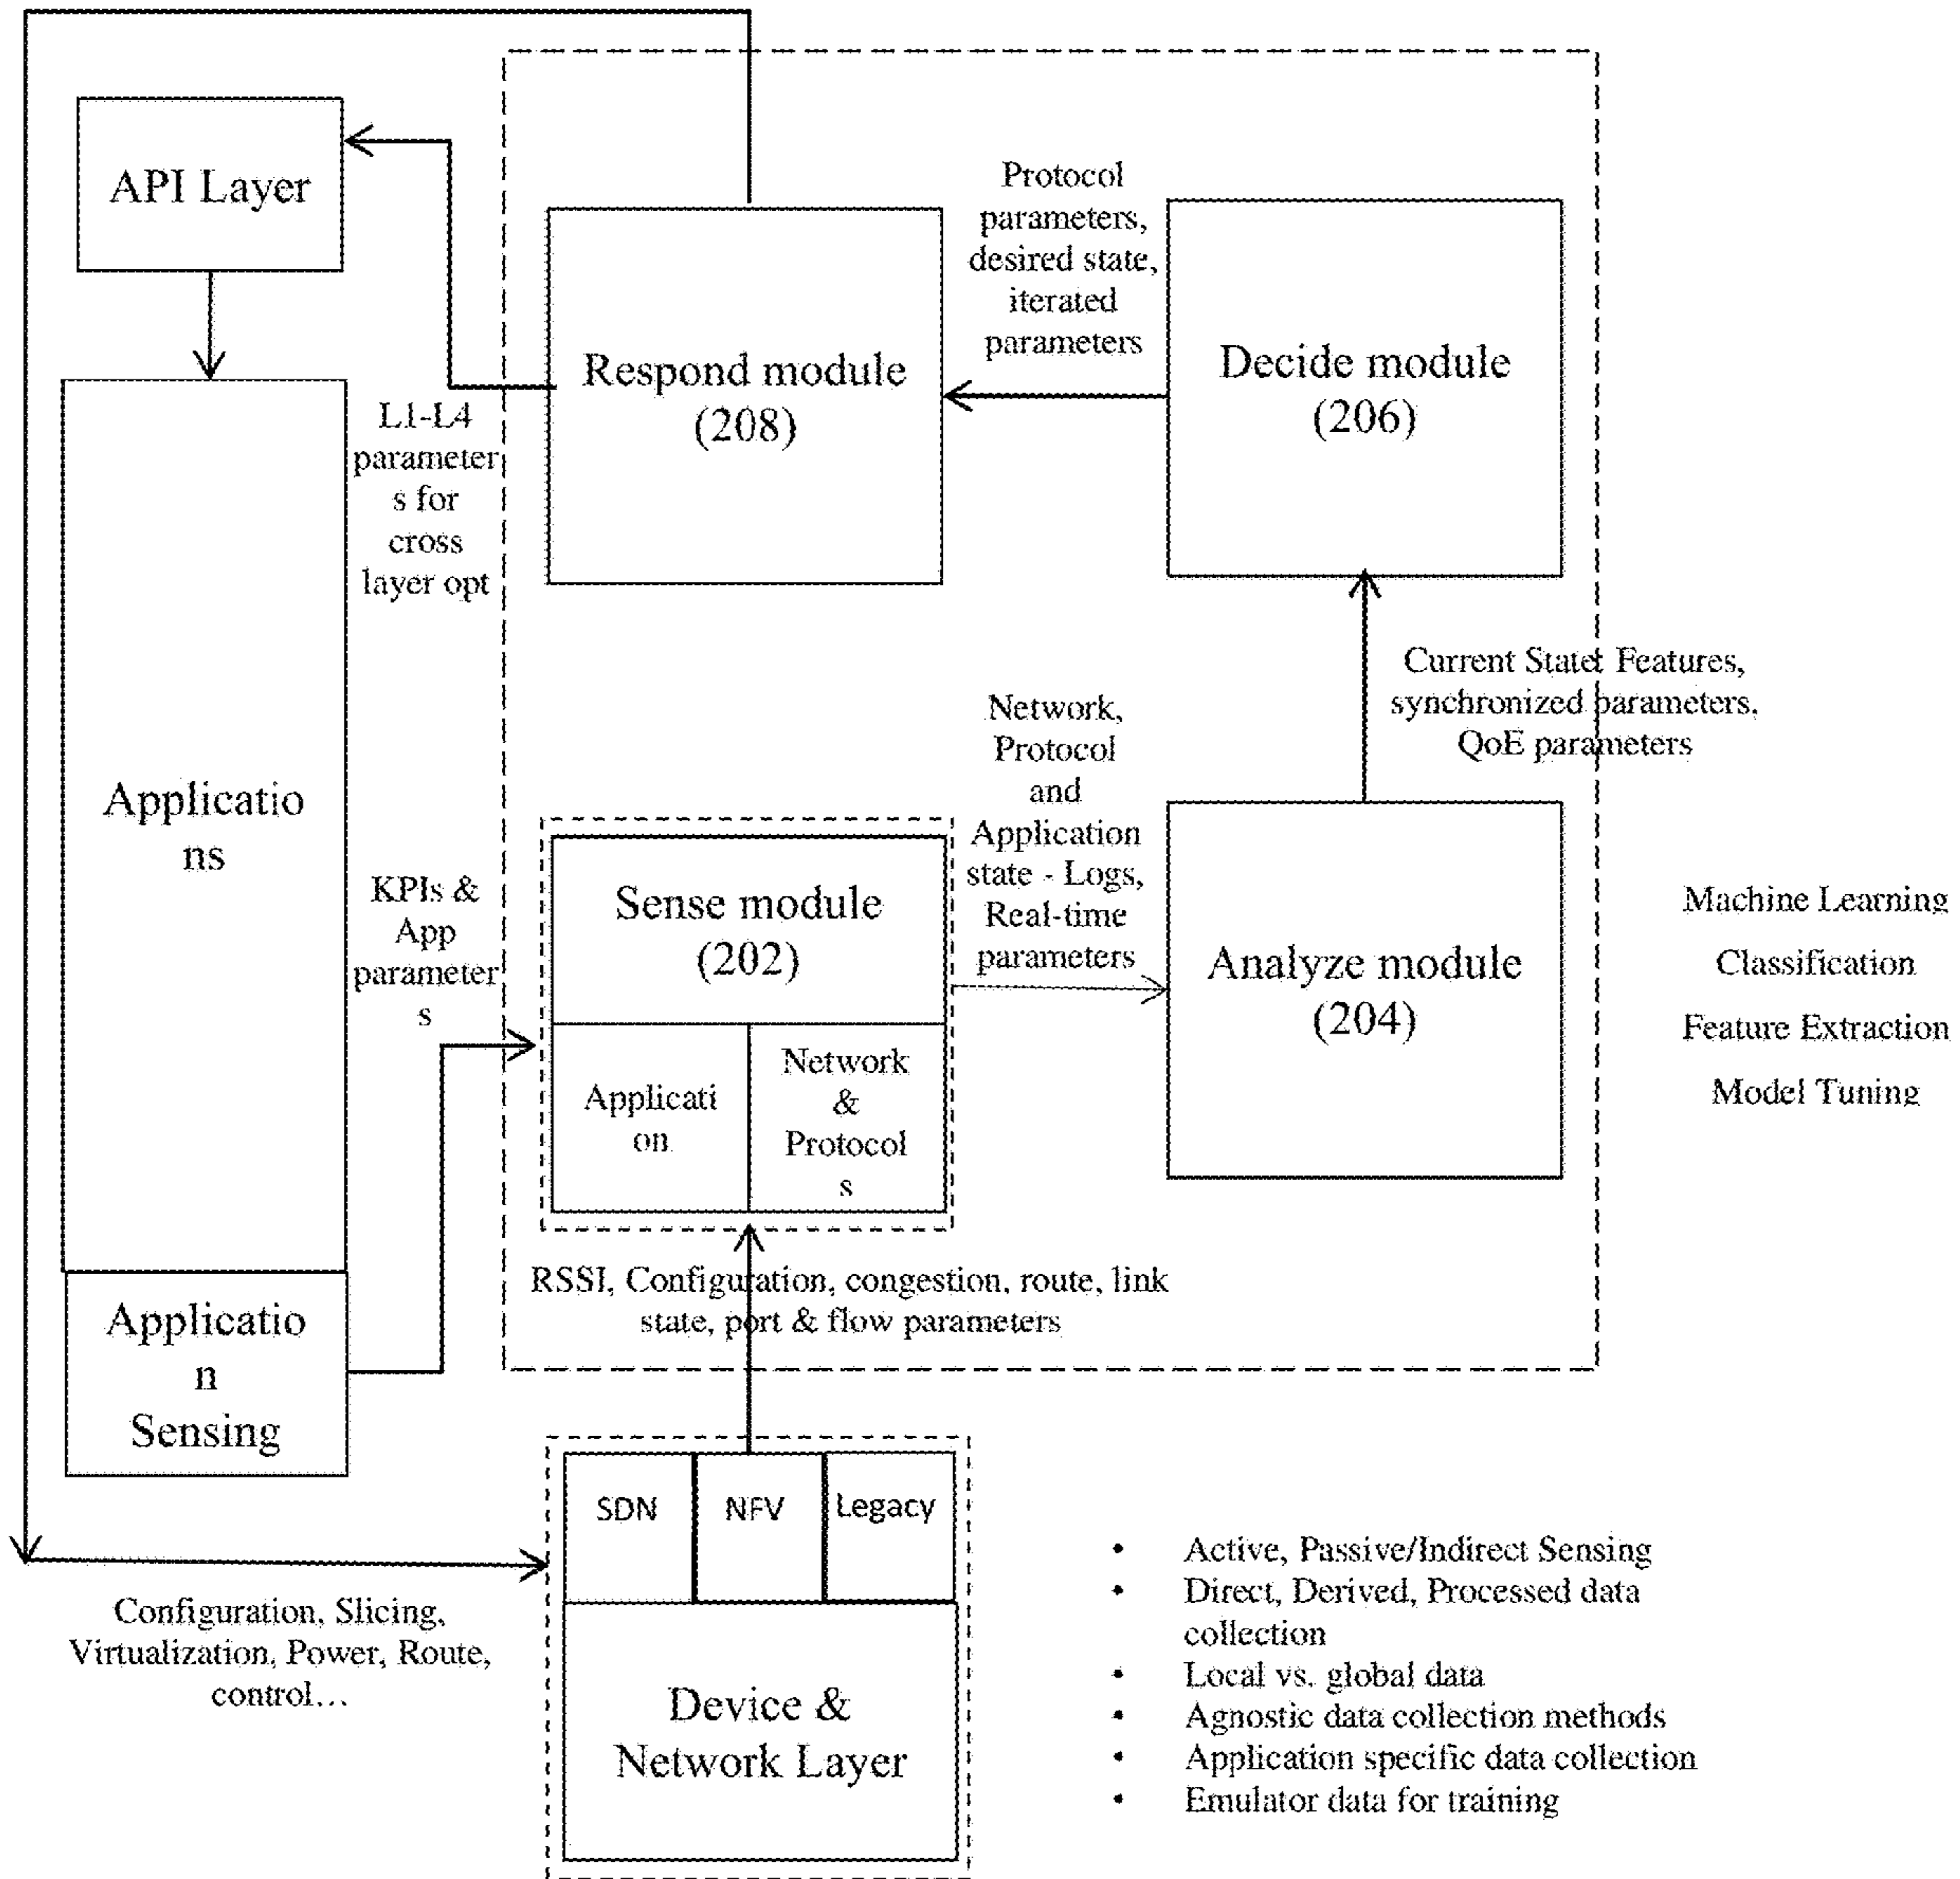 API Layer
Protocol
parameters,
desired state,
iterated
parameters
Respond module
(208)
Decide module
(206)
L1-L4
parameter
s for
cross
layer opt
Current State: Features,
synchronized parameters,
QoE parameters
Network,
Protocol
and
Application
state - Logs,
Real-time
parameters
Applicatio
ns
KPIs &
App
parameter
s
Sense module
(202)
Applicati
on
Network
&
Protocol
s
Analyze module
(204)
Machine Learning
Classification
Feature Extraction
Model Tuning
RSSI, Configuration, congestion, route, link
state, port & flow parameters
Applicatio
n
Sensing
SDN
NFV
Legacy
Configuration, Slicing,
Virtualization, Power, Route,
control...
Device &
Network Layer
• Active, Passive/Indirect Sensing
• Direct, Derived, Processed data
collection
• Local vs. global data
• Agnostic data collection methods
• Application specific data collection
• Emulator data for training